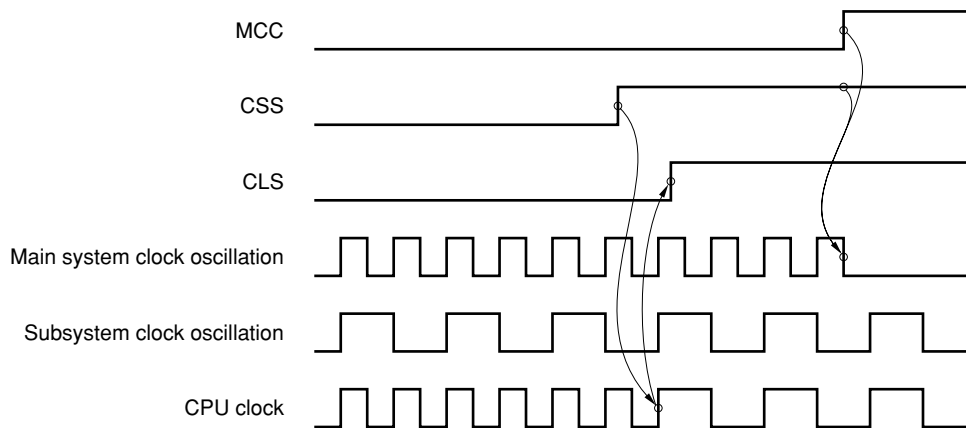 MCC
CSS
CLS
Main system clock oscillation
Subsystem clock oscillation
CPU clock